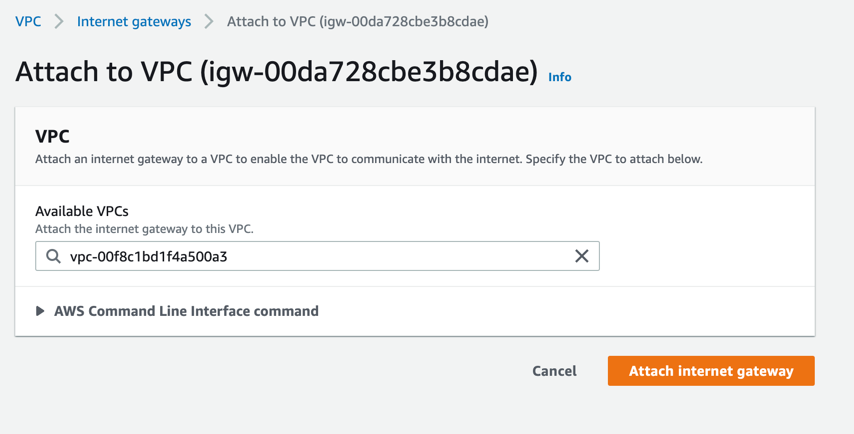 VPC > Internet gateways > Attach to VPC (igw-00da728cbe3b8cdae)
Attach to VPC (igw-00da728cbe3b8cdae) Info
VPC
Attach an internet gateway to a VPC to enable the VPC to communicate with the internet. Specify the VPC to attach below.
Available VPCs
Attach the internet gateway to this VPC.
vpc-00f8c1bd1f4a500a3
AWS Command Line Interface command
Cancel Attach internet gateway